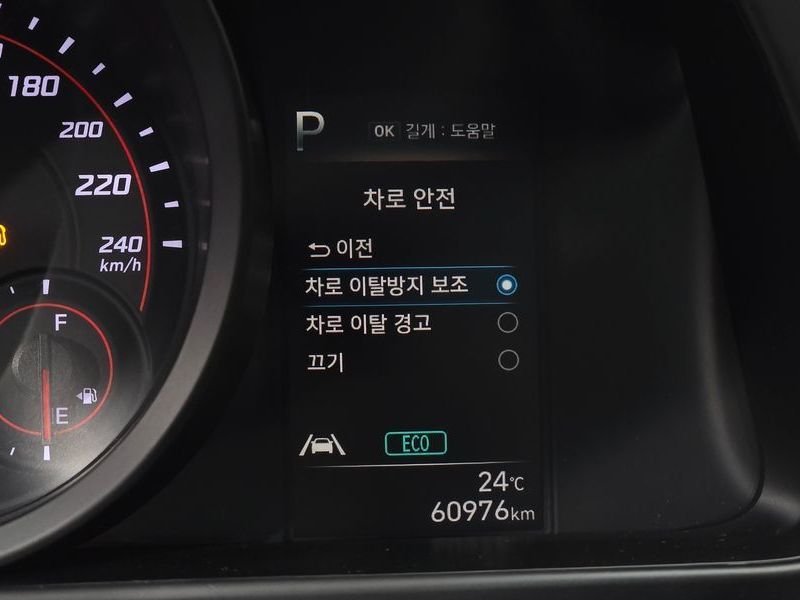 180
200
220
240
km/h
F
E
P OK 길게 : 도움말
차로 안전
이전
차로 이탈방지 보조
차로 이탈 경고
끄기
ECO
24℃
60976km